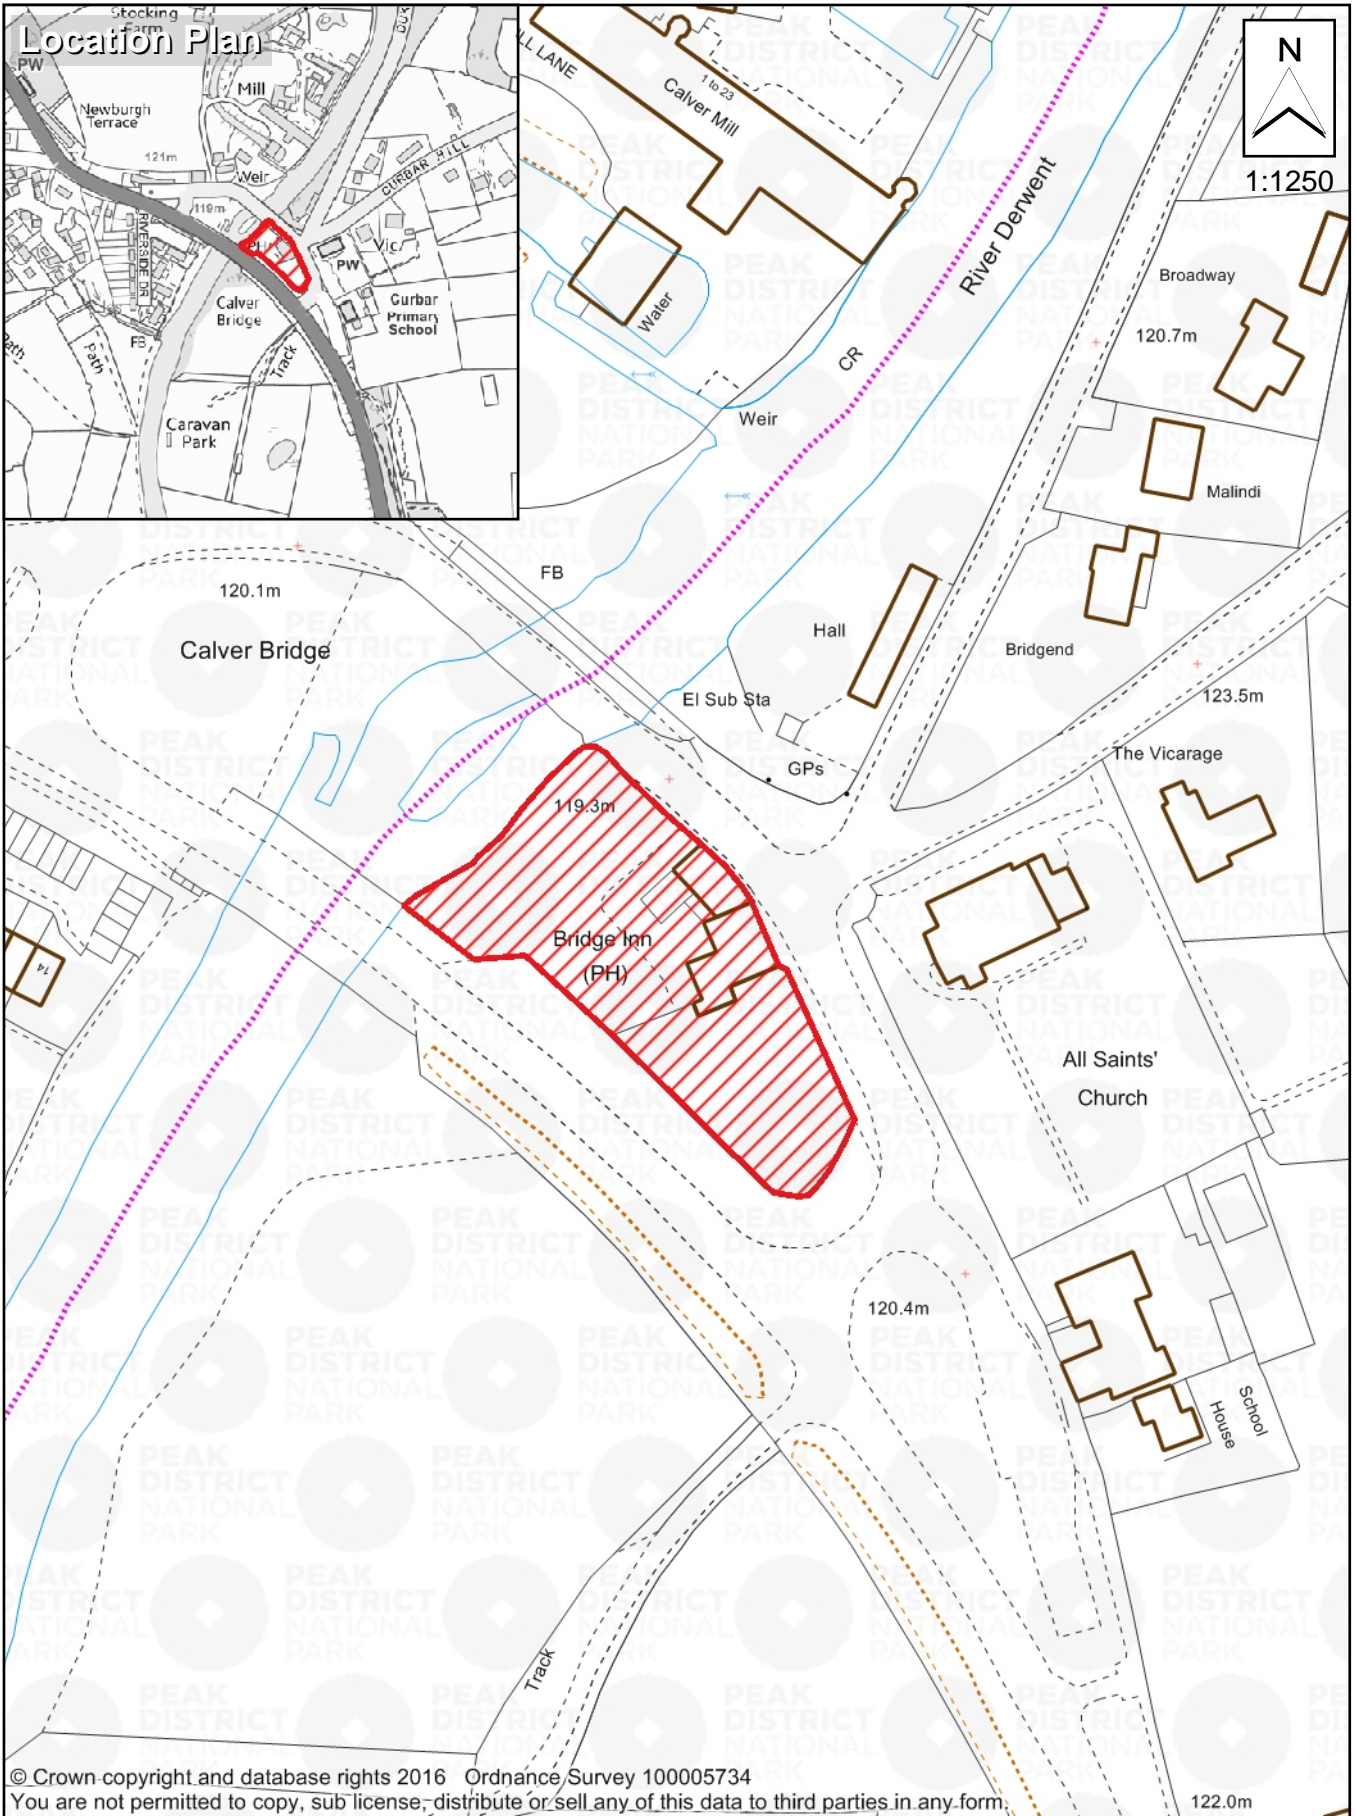 Location Plan
Stocking
Farm
PW
Mill
Newburgh
Terrace
121m
Weir
CURBAR HILL
119m
RIVERSIDE DR
PH
Vic
PW
Calver
Bridge
Curbar
Primary
School
FB
Path
Path
Track
Caravan
Park
N
1:1250
1 to 23
Calver Mill
River Derwent
Broadway
120.7m
Water
CR
Weir
Malindi
FB
120.1m
Calver Bridge
Hall
Bridgend
El Sub Sta
123.5m
The Vicarage
GPs
119.3m
Bridge Inn
(PH)
14
All Saints'
Church
120.4m
School
House
Track
© Crown copyright and database rights 2016 Ordnance Survey 100005734
You are not permitted to copy, sub license, distribute or sell any of this data to third parties in any form.
122.0m
PEAK
DISTRICT
NATIONAL
PARK